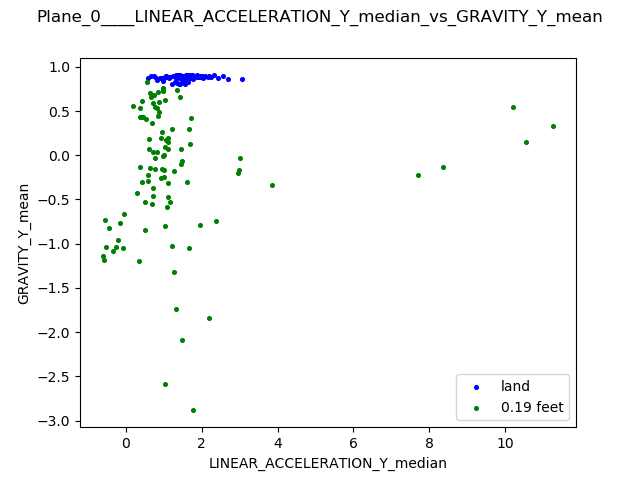 Plane_0____LINEAR_ACCELERATION_Y_median_vs_GRAVITY_Y_mean
1.0
0.5
0.0
−0.5
−1.0
−1.5
−2.0
−2.5
−3.0
GRAVITY_Y_mean
land
0.19 feet
0 2 4 6 8 10
LINEAR_ACCELERATION_Y_median